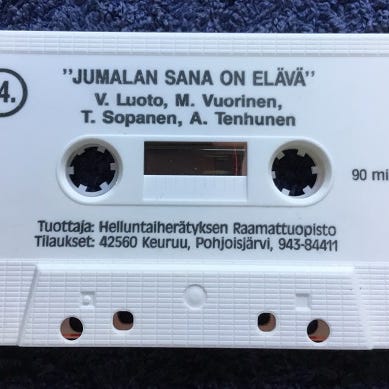 4.
"JUMALAN SANA ON ELÄVÄ"
V. Luoto, M. Vuorinen,
T. Sopanen, A. Tenhunen
90 mi
Tuottaja: Helluntaiherätyksen Raamattuopisto
Tilaukset: 42560 Keuruu, Pohjoisjärvi, 943-84411